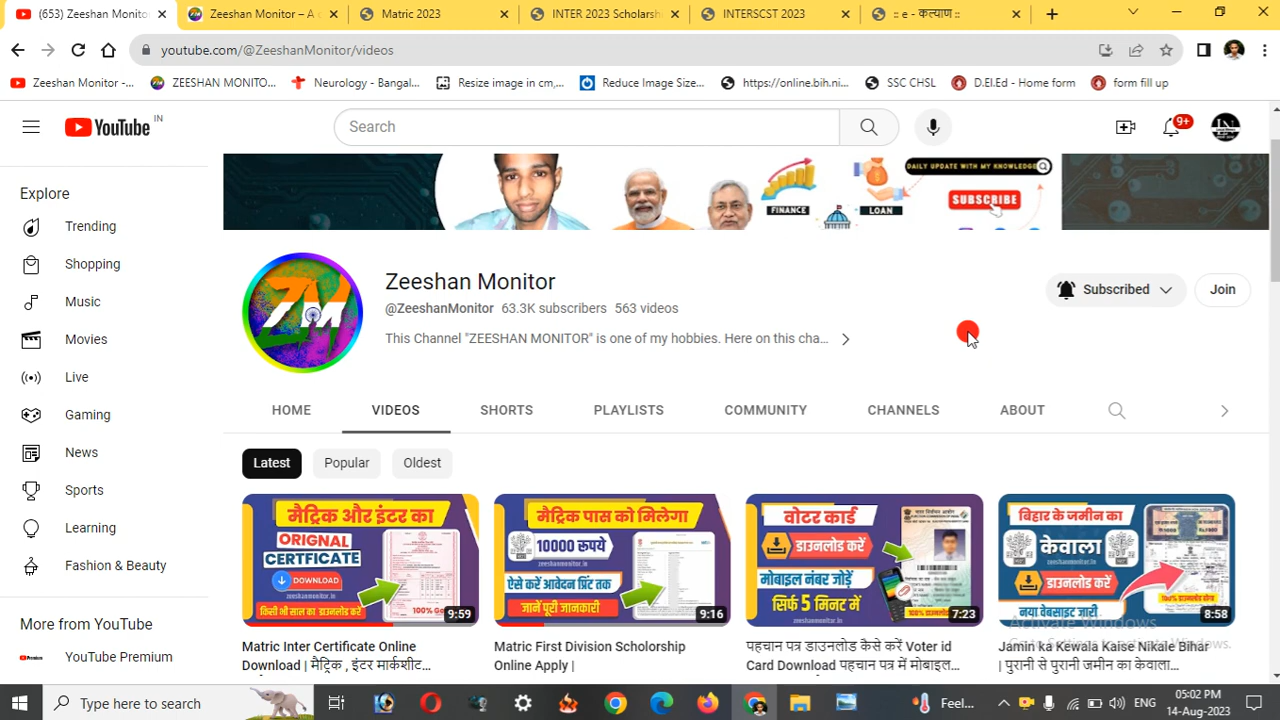 (653) Zeeshan Monito
Zeeshan Monitor – A c
Matric 2023
INTER 2023 Scholarsh
INTERSCST 2023
:: e - कल्याण ::
youtube.com/@ZeeshanMonitor/videos
Zeeshan Monitor -...
ZEESHAN MONITO...
Neurology - Bangal...
Resize image in cm,...
Reduce Image Size...
https://online.bih.ni...
SSC CHSL
D.El.Ed - Home form
form fill up
YouTube IN
Search
9+
Explore
Trending
Shopping
Music
Movies
Live
Gaming
News
Sports
Learning
Fashion & Beauty
More from YouTube
Premium
YouTube Premium
FINANCE
LOAN
DAILY UPDATE WITH MY KNOWLEDGE
SUBSCRIBE
ZM
Zeeshan Monitor
@ZeeshanMonitor 63.3K subscribers 563 videos
This Channel "ZEESHAN MONITOR" is one of my hobbies. Here on this cha...
Subscribed
Join
HOME
VIDEOS
SHORTS
PLAYLISTS
COMMUNITY
CHANNELS
ABOUT
Latest
Popular
Oldest
मैट्रिक और इंटर का
ORIGNAL
CERTFICATE
DOWNLOAD
zeeshanmonitor.in
किसी भी साल का डाउनलोड करें
9:59
Matric Inter Certificate Online
Download | मैट्रिक , इंटर मार्कशीट...
मैट्रिक पास को मिलेगा
10000 रूपये
ऐसे करें आवेदन प्रिंट तक
जाने पूरी जानकारी
zeeshanmonitor.in
9:16
Matric First Division Scholorship
Online Apply |
वोटर कार्ड
डाउनलोड करें
मोबाइल नंबर जोड़ें
सिर्फ 5 मिनट में
7:23
पहचान पत्र डाउनलोड कैसे करें Voter id
Card Download पहचान पत्र में मोबाइल...
बिहार के जमीन का
केवाला
डाउनलोड करें
नया वेबसाइट जारी
8:58
Jamin ka Kewala Kaise Nikale Bihar
| पुरानी से पुरानी जमीन का केवाला...
Activate Windows
Type here to search
Feel...
ENG
05:02 PM
14-Aug-2023